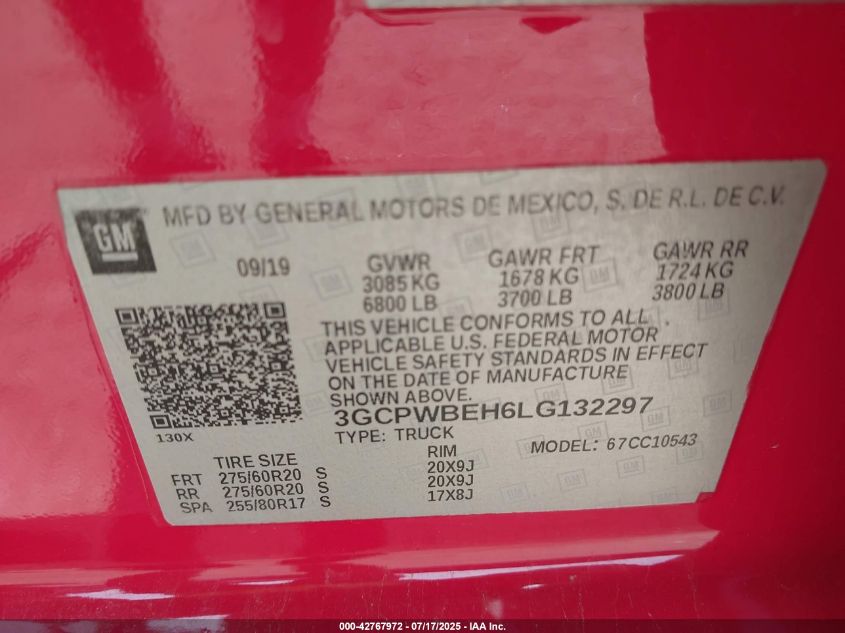 GM
MFD BY GENERAL MOTORS DE MEXICO, S. DE R.L. DE C.V.
09/19
GVWR
3085 KG
6800 LB
GAWR FRT
1678 KG
3700 LB
GAWR RR
1724 KG
3800 LB
THIS VEHICLE CONFORMS TO ALL
APPLICABLE U.S. FEDERAL MOTOR
VEHICLE SAFETY STANDARDS IN EFFECT
ON THE DATE OF MANUFACTURE
SHOWN ABOVE.
3GCPWBEH6LG132297
130X
TYPE: TRUCK
MODEL: 67CC10543
TIRE SIZE
RIM
FRT 275/60R20 S 20X9J
RR 275/60R20 S 20X9J
SPA 255/80R17 S 17X8J
000-42767972 / 07/17/2025 - IAA Inc.